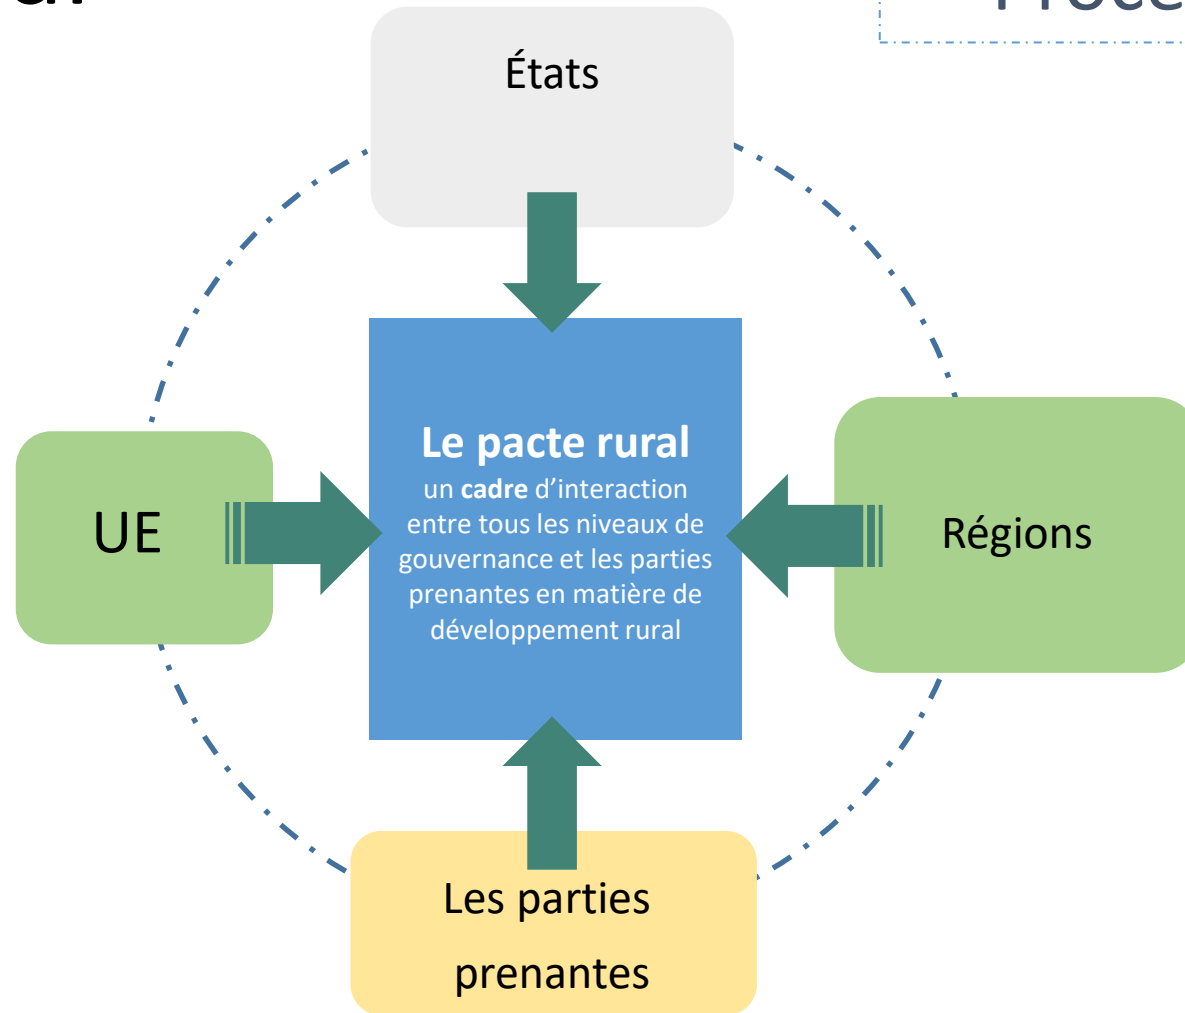 États
Le pacte rural
un cadre d’interaction
entre tous les niveaux de
gouvernance et les parties
prenantes en matière de
développement rural
UE
Régions
Les parties
prenantes